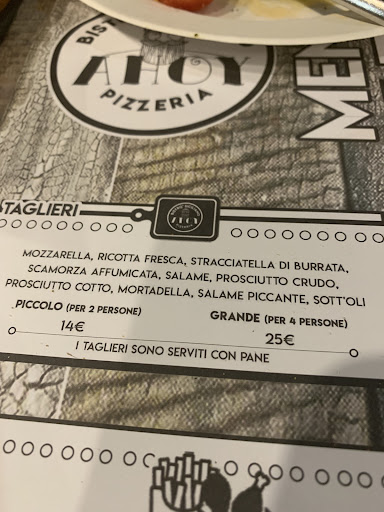 BIST
AHOY
PIZZERIA
MEN
TAGLIERI
AHOY
MOZZARELLA, RICOTTA FRESCA, STRACCIATELLA DI BURRATA,
SCAMORZA AFFUMICATA, SALAME, PROSCIUTTO CRUDO,
PROSCIUTTO COTTO, MORTADELLA, SALAME PICCANTE, SOTT'OLI
PICCOLO (PER 2 PERSONE) GRANDE (PER 4 PERSONE)
14€ 25€
I TAGLIERI SONO SERVITI CON PANE